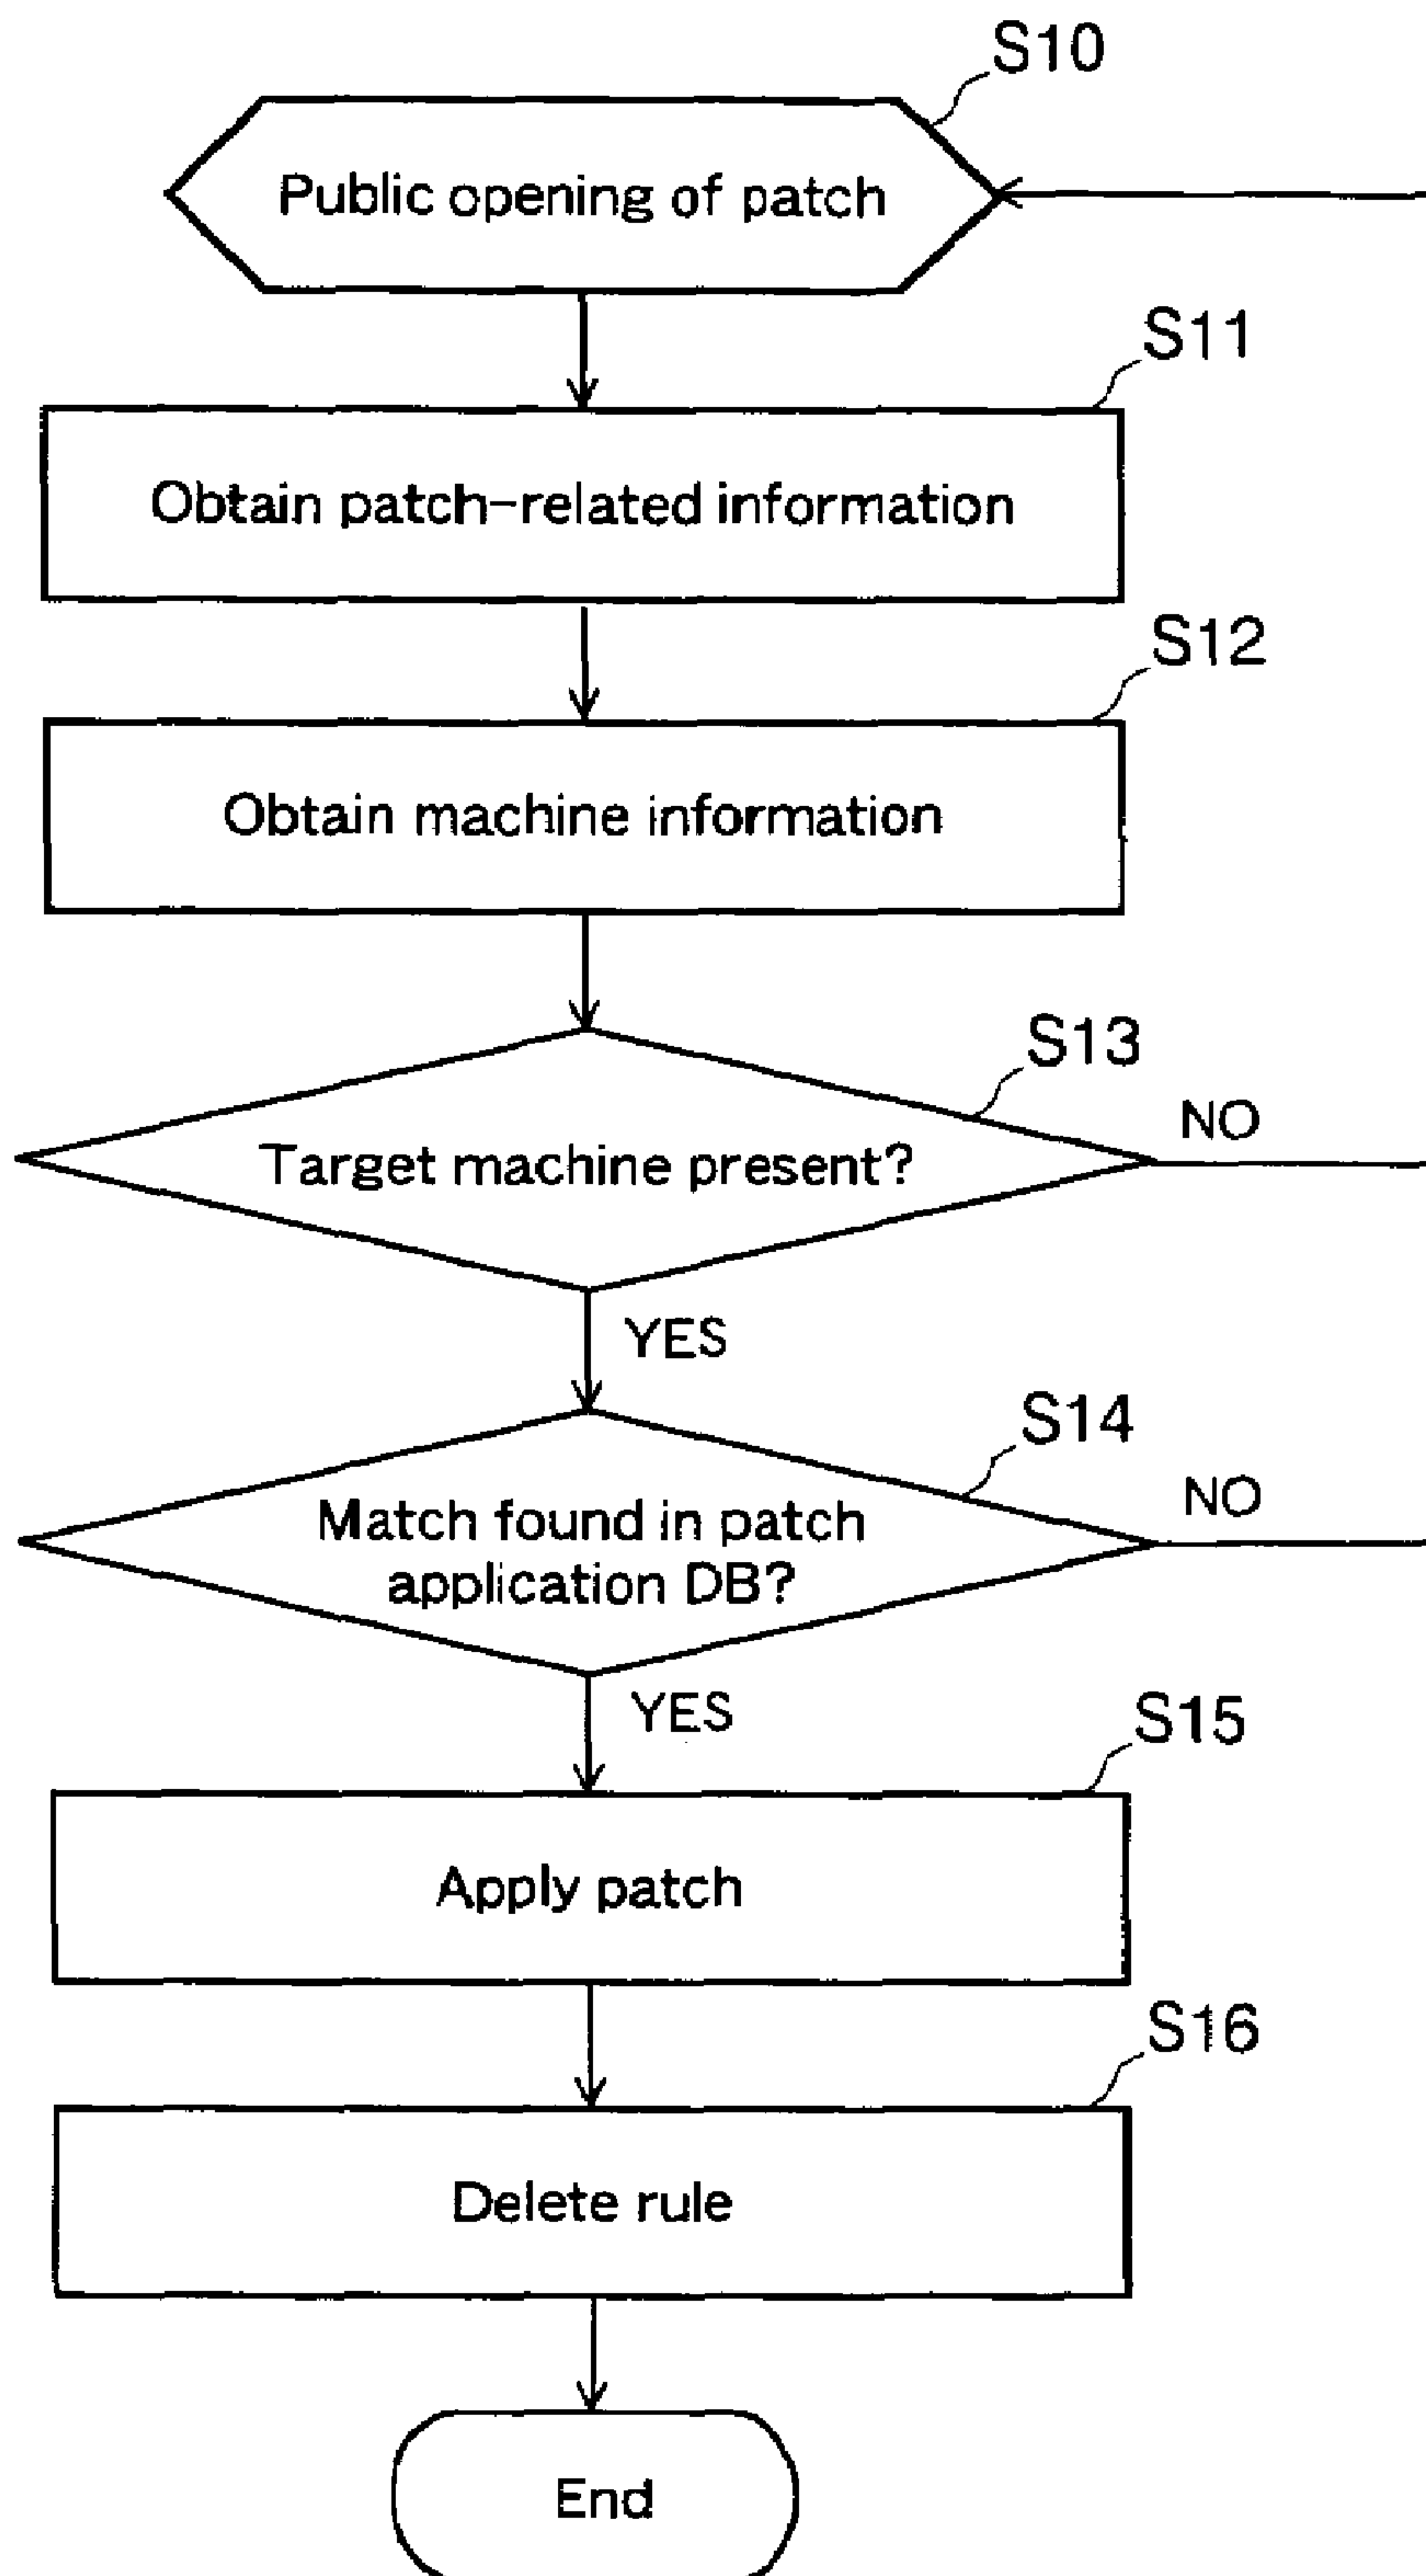 S10
Public opening of patch
S11
Obtain patch-related information
S12
Obtain machine information
S13
Target machine present?
NO
YES
S14
Match found in patch
application DB?
NO
YES
S15
Apply patch
S16
Delete rule
End